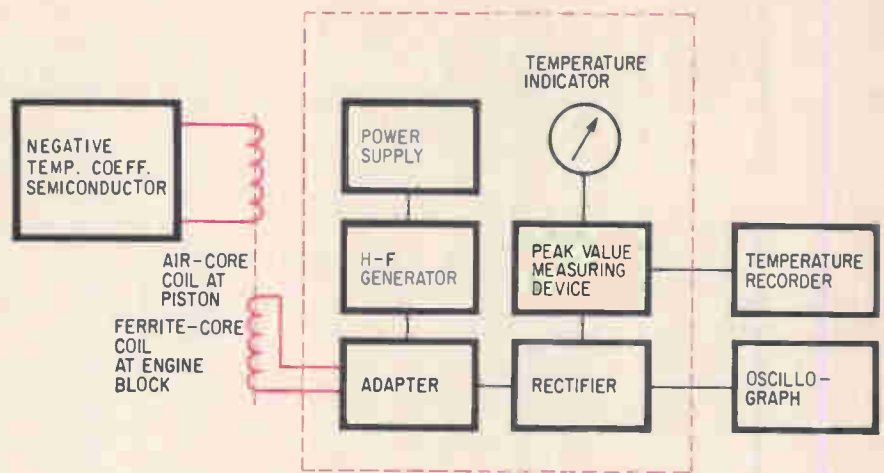 TEMPERATURE
INDICATOR
NEGATIVE
TEMP. COEFF.
SEMICONDUCTOR
POWER
SUPPLY
AIR-CORE
COIL AT
PISTON
H-F
GENERATOR
PEAK VALUE
MEASURING
DEVICE
TEMPERATURE
RECORDER
FERRITE-CORE
COIL
AT ENGINE
BLOCK
ADAPTER
RECTIFIER
OSCILLO-
GRAPH